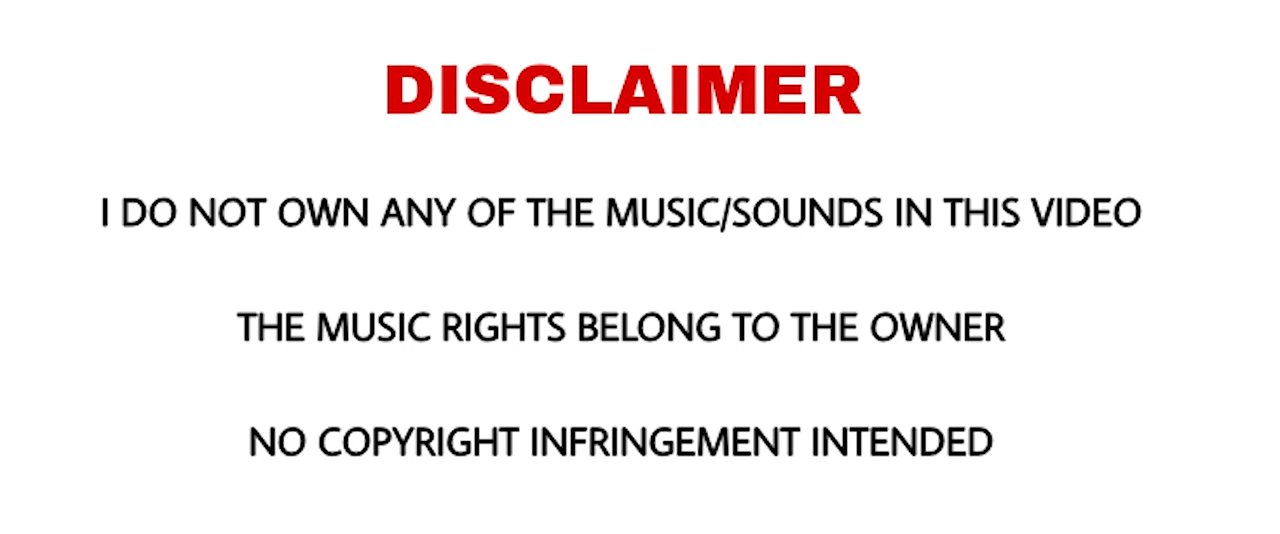 DISCLAIMER
I DO NOT OWN ANY OF THE MUSIC/SOUNDS IN THIS VIDEO
THE MUSIC RIGHTS BELONG TO THE OWNER
NO COPYRIGHT INFRINGEMENT INTENDED